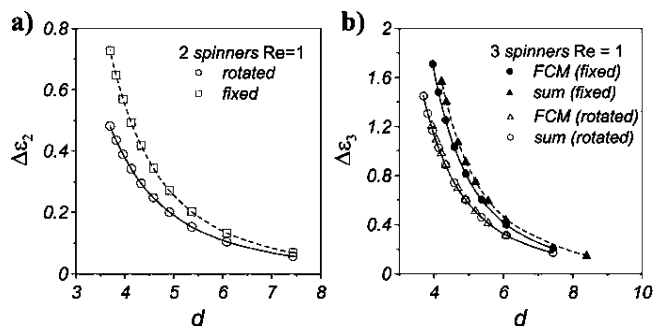 a)
2 spinners Re=1
rotated
fixed
Δε2
0.8
0.6
0.4
0.2
0
3
4
5
6
7
8
d
b)
3 spinners Re = 1
FCM (fixed)
sum (fixed)
FCM (rotated)
sum (rotated)
Δε3
2
1.6
1.2
0.8
0.4
0
4
6
8
10
d